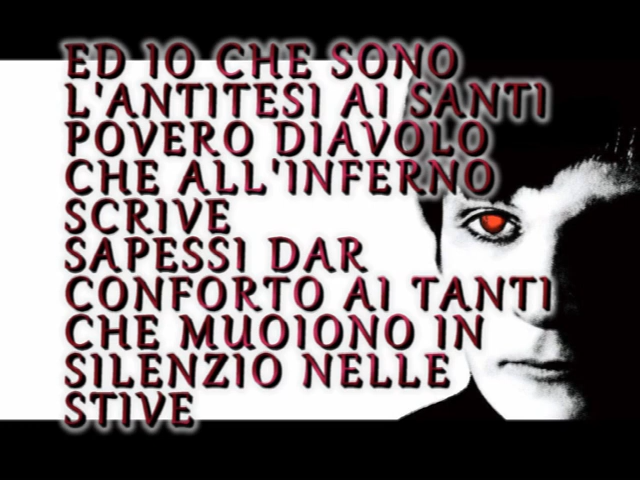 ED IO CHE SONO
L'ANTITESI AI SANTI
POVERO DIAVOLO
CHE ALL'INFERNO
SCRIVE
SAPESSI DAR
CONFORTO AI TANTI
CHE MUOIONO IN
SILENZIO NELLE
STIVE